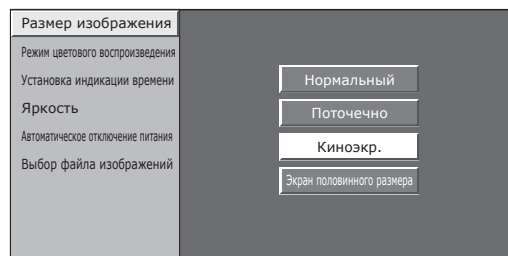 Размер изображения
Режим цветового воспроизведения
Установка индикации времени
Яркость
Автоматическое отключение питания
Выбор файла изображений
Нормальный
Поточечно
Киноэкр.
Экран половинного размера